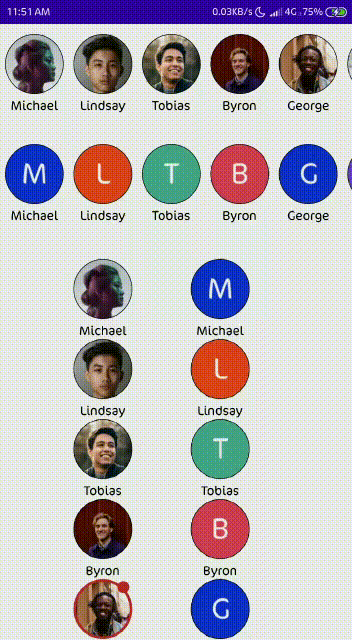 11:51 AM 0.03KB/s 4G 75%
Michael Lindsay Tobias Byron George
M L T B G
Michael Lindsay Tobias Byron George
M
Michael Michael
L
Lindsay Lindsay
T
Tobias Tobias
B
Byron Byron
G